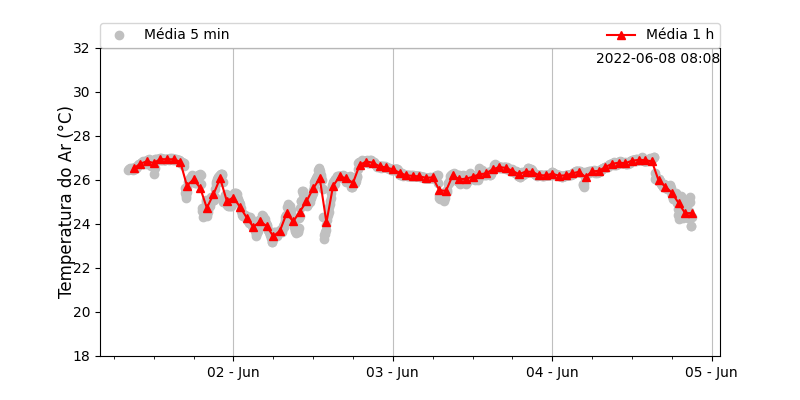 Média 5 min
Média 1 h
2022-06-08 08:08
Temperatura do Ar (°C)
32
30
28
26
24
22
20
18
02 - Jun
03 - Jun
04 - Jun
05 - Jun